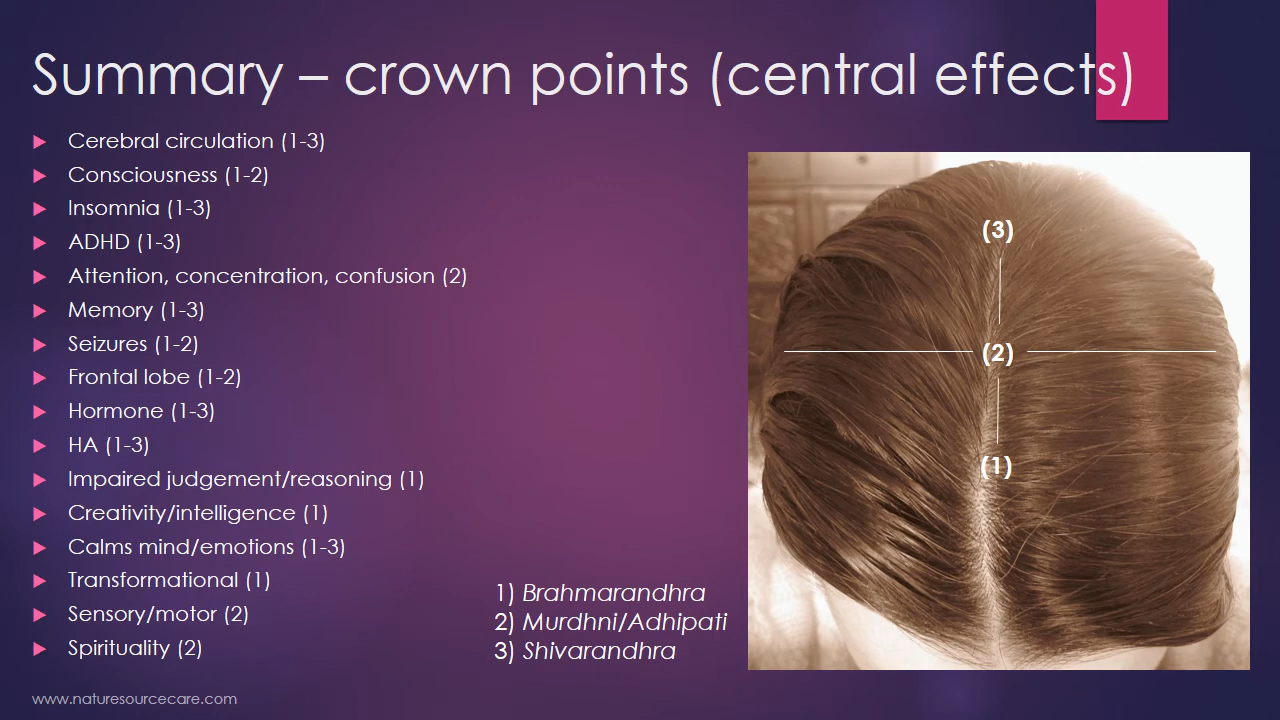 Summary – crown points (central effects)
Cerebral circulation (1-3)
Consciousness (1-2)
Insomnia (1-3)
ADHD (1-3)
Attention, concentration, confusion (2)
Memory (1-3)
Seizures (1-2)
Frontal lobe (1-2)
Hormone (1-3)
HA (1-3)
Impaired judgement/reasoning (1)
Creativity/intelligence (1)
Calms mind/emotions (1-3)
Transformational (1)
Sensory/motor (2)
Spirituality (2)
1) Brahmarandhra
2) Murdhni/Adhipati
3) Shivarandhra
(3)
(2)
(1)
www.naturesourcecare.com